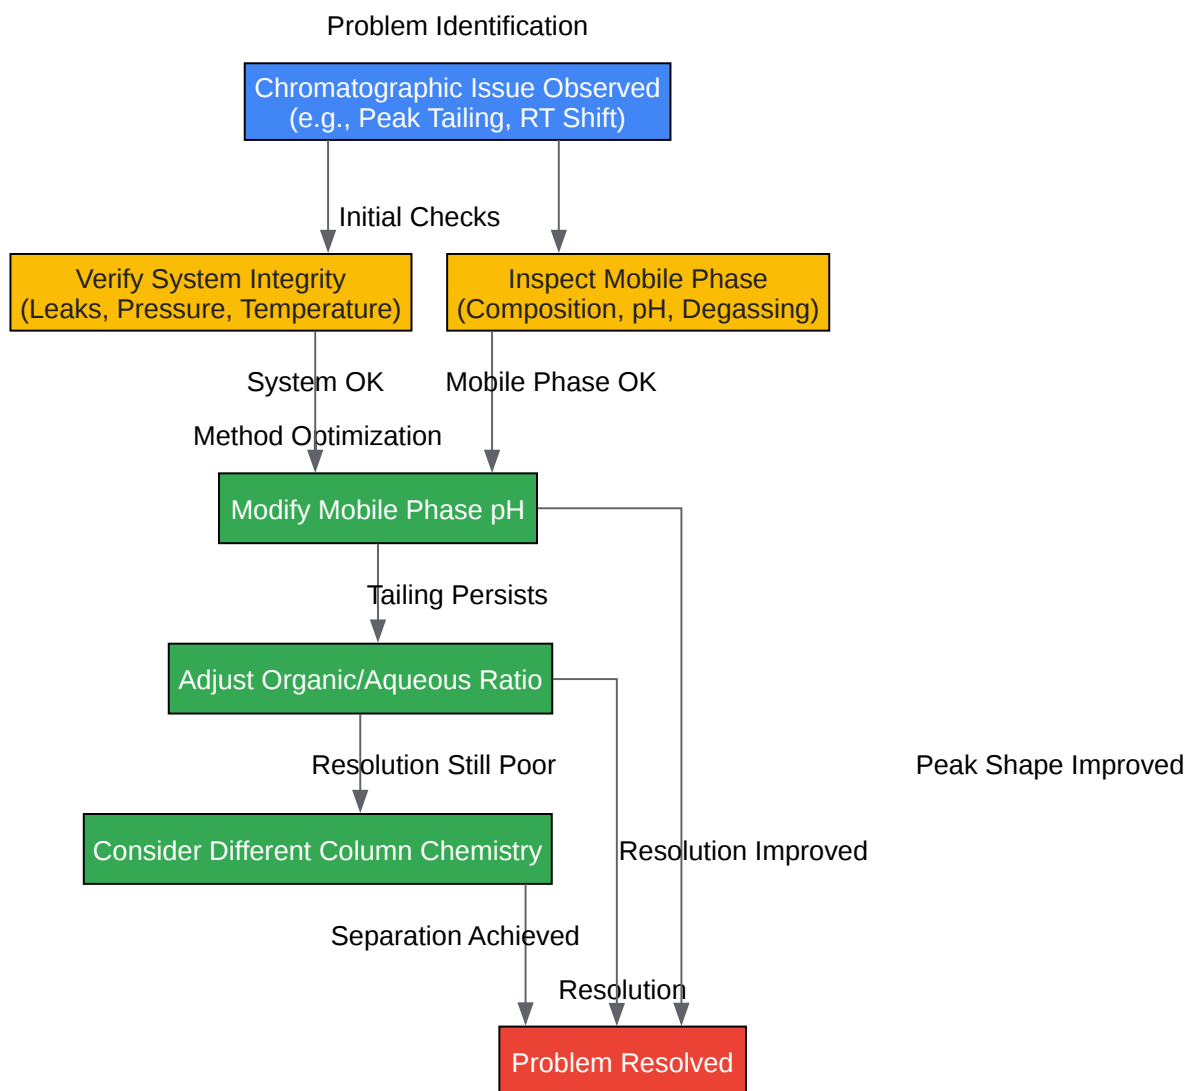 Problem Identification
Chromatographic Issue Observed
(e.g., Peak Tailing, RT Shift)
Initial Checks
Verify System Integrity
(Leaks, Pressure, Temperature)
Inspect Mobile Phase
(Composition, pH, Degassing)
System OK
Mobile Phase OK
Method Optimization
Modify Mobile Phase pH
Tailing Persists
Adjust Organic/Aqueous Ratio
Resolution Still Poor
Peak Shape Improved
Consider Different Column Chemistry
Resolution Improved
Separation Achieved
Resolution
Problem Resolved